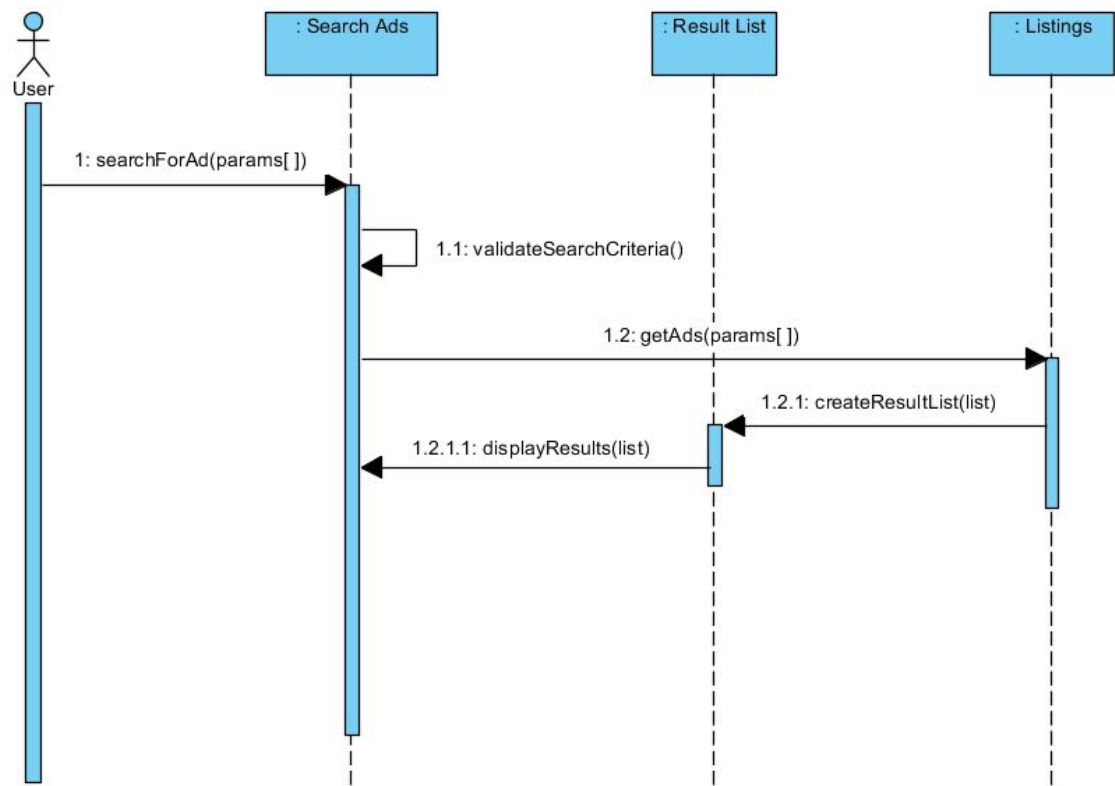 : Search Ads
: Result List
: Listings
User
1: searchForAd(params[ ])
1.1: validateSearchCriteria()
1.2: getAds(params[ ])
1.2.1: createResultList(list)
1.2.1.1: displayResults(list)